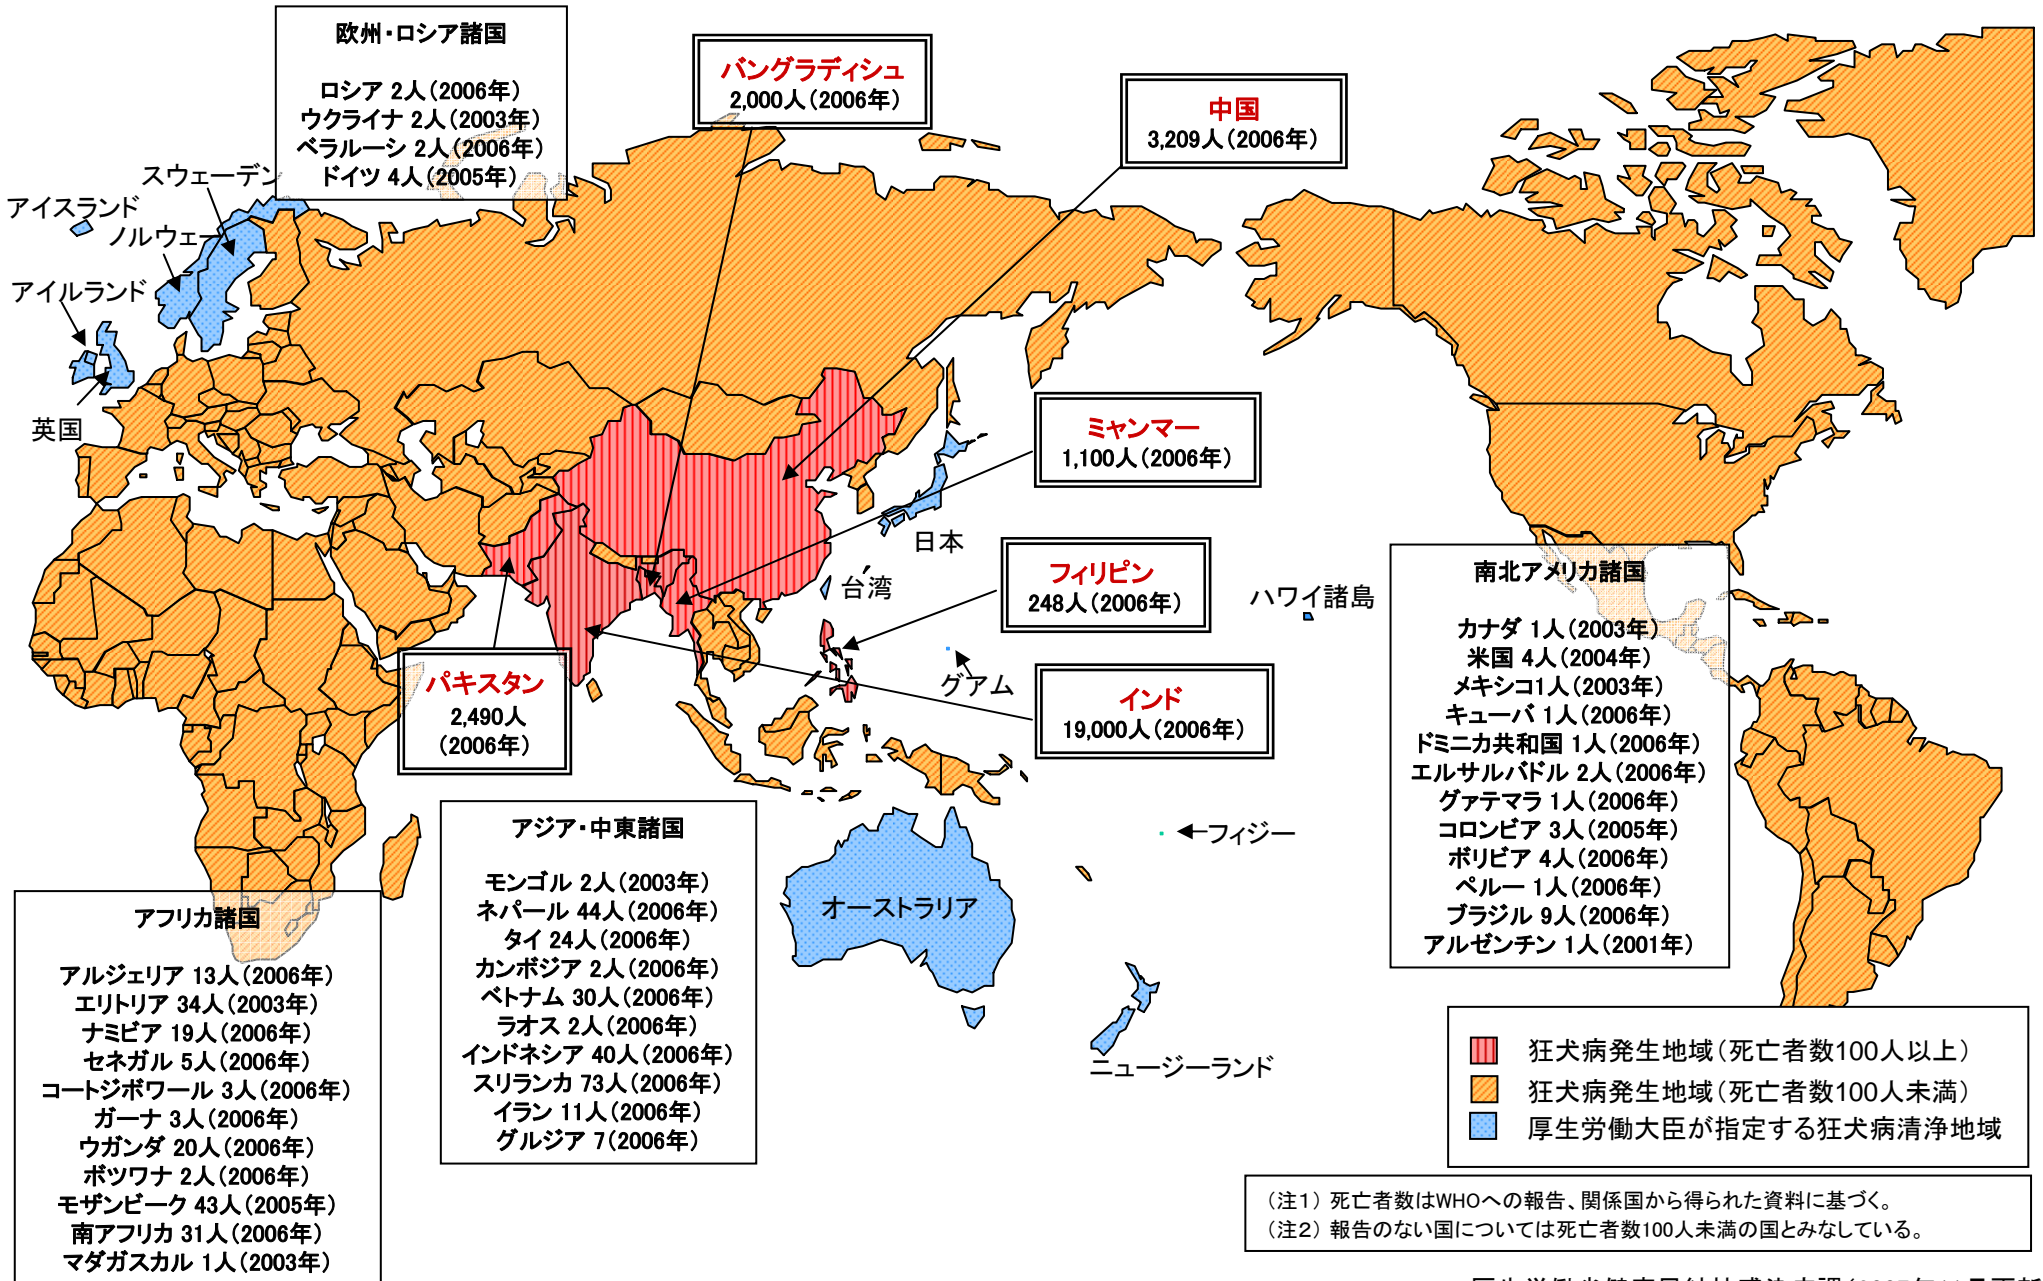 欧州・ロシア諸国
ロシア 2人（2006年）
ウクライナ 2人（2003年）
ベラルーシ 2人（2006年）
ドイツ 4人（2005年）
バングラディシュ
2,000人（2006年）
中国
3,209人（2006年）
スウェーデン
アイスランド
ノルウェー
アイルランド
英国
ミャンマー
1,100人（2006年）
日本
台湾
フィリピン
248人（2006年）
ハワイ諸島
グアム
パキスタン
2,490人
（2006年）
インド
19,000人（2006年）
フィジー
オーストラリア
ニュージーランド
南北アメリカ諸国
カナダ 1人（2003年）
米国 4人（2004年）
メキシコ1人（2003年）
キューバ 1人（2006年）
ドミニカ共和国 1人（2006年）
エルサルバドル 2人（2006年）
グァテマラ 1人（2006年）
コロンビア 3人（2005年）
ボリビア 4人（2006年）
ペルー 1人（2006年）
ブラジル 9人（2006年）
アルゼンチン 1人（2001年）
アジア・中東諸国
モンゴル 2人（2003年）
ネパール 44人（2006年）
タイ 24人（2006年）
カンボジア 2人（2006年）
ベトナム 30人（2006年）
ラオス 2人（2006年）
インドネシア 40人（2006年）
スリランカ 73人（2006年）
イラン 11人（2006年）
グルジア 7（2006年）
アフリカ諸国
アルジェリア 13人（2006年）
エリトリア 34人（2003年）
ナミビア 19人（2006年）
セネガル 5人（2006年）
コートジボワール 3人（2006年）
ガーナ 3人（2006年）
ウガンダ 20人（2006年）
ボツワナ 2人（2006年）
モザンビーク 43人（2005年）
南アフリカ 31人（2006年）
マダガスカル 1人（2003年）
狂犬病発生地域（死亡者数100人以上）
狂犬病発生地域（死亡者数100人未満）
厚生労働大臣が指定する狂犬病清浄地域
（注1） 死亡者数はWHOへの報告、関係国から得られた資料に基づく。
（注2） 報告のない国については死亡者数100人未満の国とみなしている。